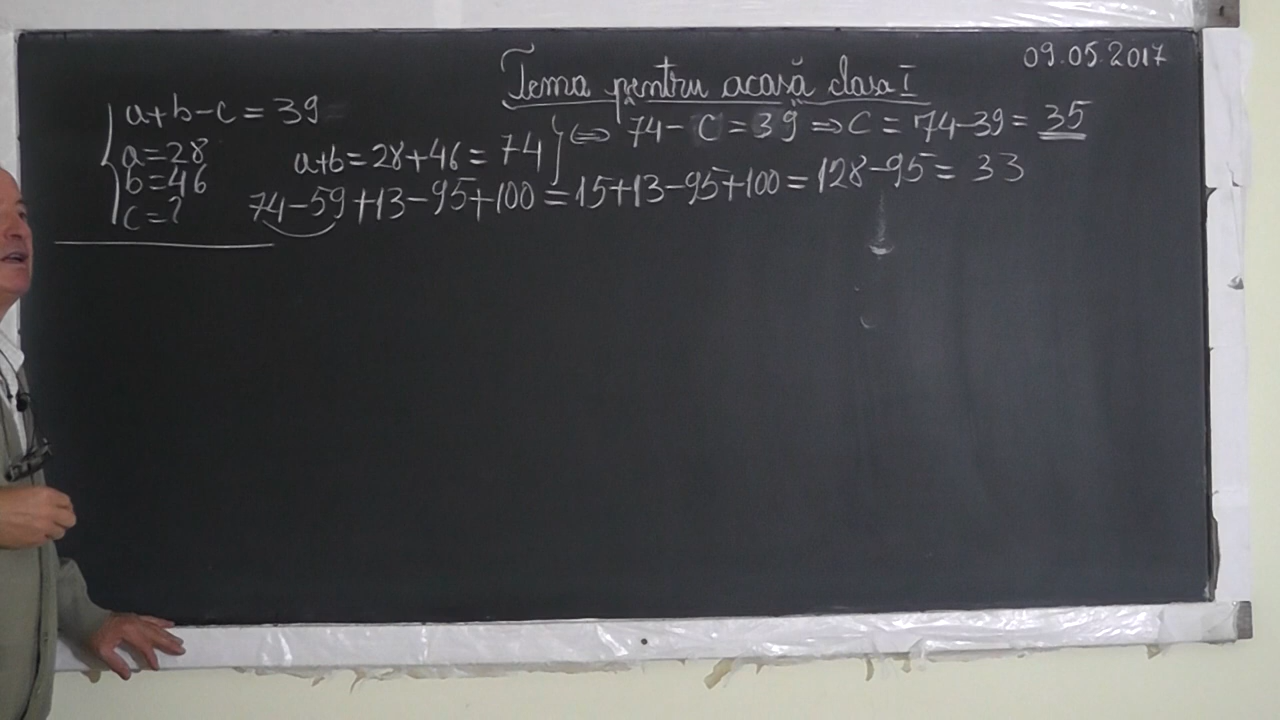 09.05.2017
Tema pentru acasă clasa I
a+b-c=39
a=28
b=46
c=?
a+b=28+46=74 } ⇔ 74-C=39 ⇒ C=74-39=35
74-59+13-95+100=15+13-95+100=128-95=33